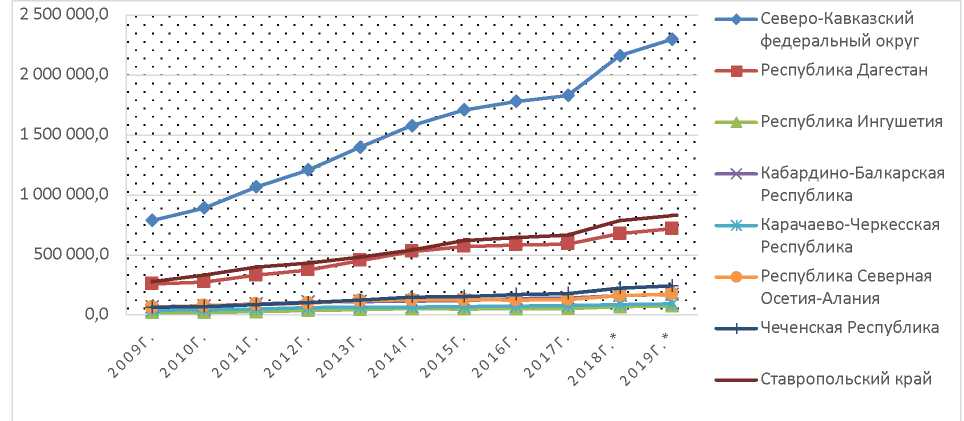 2 500 000,0
2 000 000,0
1 500 000,0
1 000 000,0
500 000,0
0,0
2009г.
2010г.
2011г.
2012г.
2013г.
2014г.
2015г.
2016г.
2017г.
2018г.*
2019г.*
Северо-Кавказский
федеральный округ
Республика Дагестан
Республика Ингушетия
Кабардино-Балкарская
Республика
Карачаево-Черкесская
Республика
Республика Северная
Осетия-Алания
Чеченская Республика
Ставропольский край